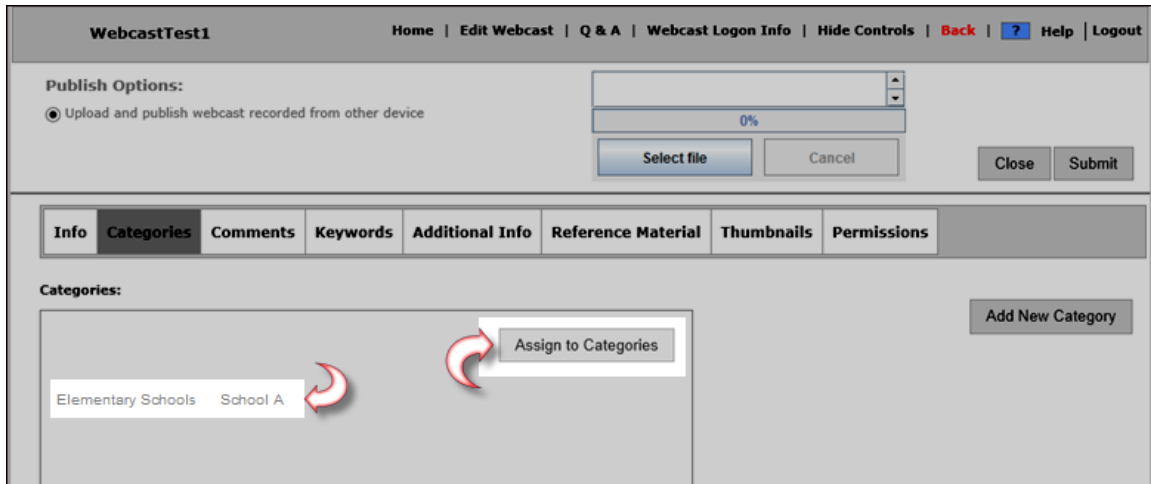 WebcastTest1 Home | Edit Webcast | Q & A | Webcast Logon Info | Hide Controls | Back | ? Help | Logout
Publish Options:
Upload and publish webcast recorded from other device
0%
Select file Cancel
Close Submit
Info Categories Comments Keywords Additional Info Reference Material Thumbnails Permissions
Categories:
Add New Category
Assign to Categories
Elementary Schools School A